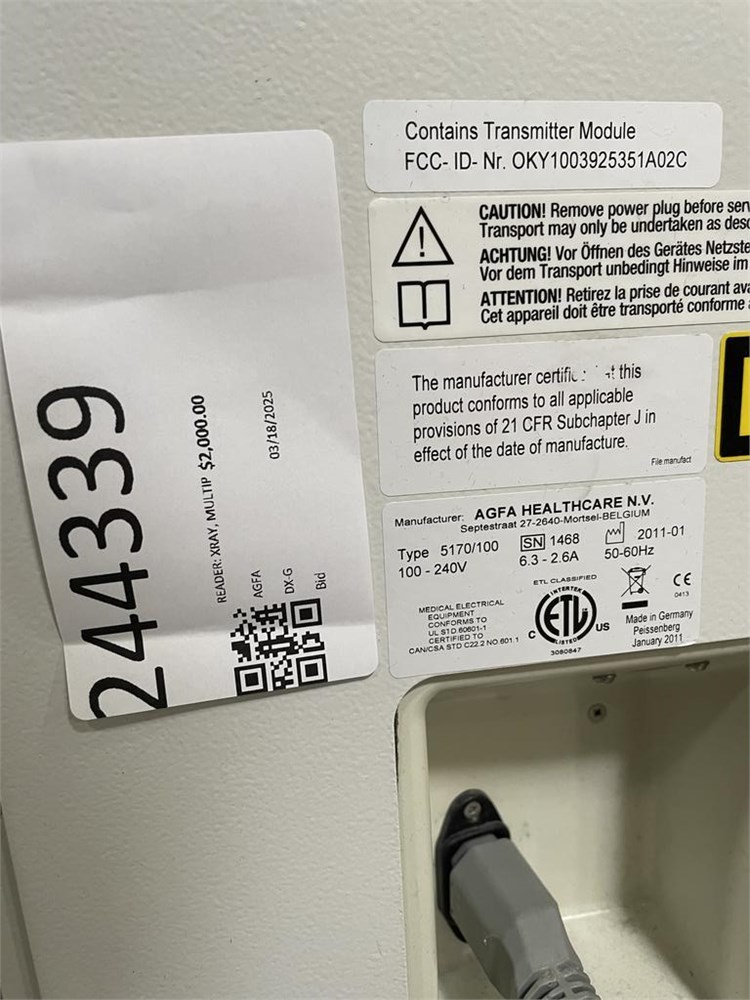 Contains Transmitter Module
FCC- ID- Nr. OKY1003925351A02C
CAUTION! Remove power plug before
Transport may only be undertaken as
ACHTUNG! Vor Öffnen des Gerätes
Vor dem Transport unbedingt Hinweise im
ATTENTION! Retirez la prise de courant
Cet appareil doit être transporté conforme
The manufacturer this
product conforms to all applicable
provisions of 21 CFR Subchapter J in
effect of the date of manufacture.
File:manufact
Manufacturer: AGFA HEALTHCARE N.V.
Septestraat 27-2640-Mortsel-BELGIUM
Type 5170/100 SN 1468 2011-01
100 - 240V 6.3 - 2.6A 50-60Hz
ETL CLASSIFIED
INTERTEK
ETL
LISTED
C US
3080847
MEDICAL ELECTRICAL
EQUIPMENT
CONFORMS TO
UL STD 60601-1
CERTIFIED TO
CAN/CSA STD C22.2 NO.601.1
CE
0413
Made in Germany
Peissenberg
January 2011
244339
READER: XRAY, MULTIP $2,000.00
AGFA 03/18/2025
DX-G
Bid